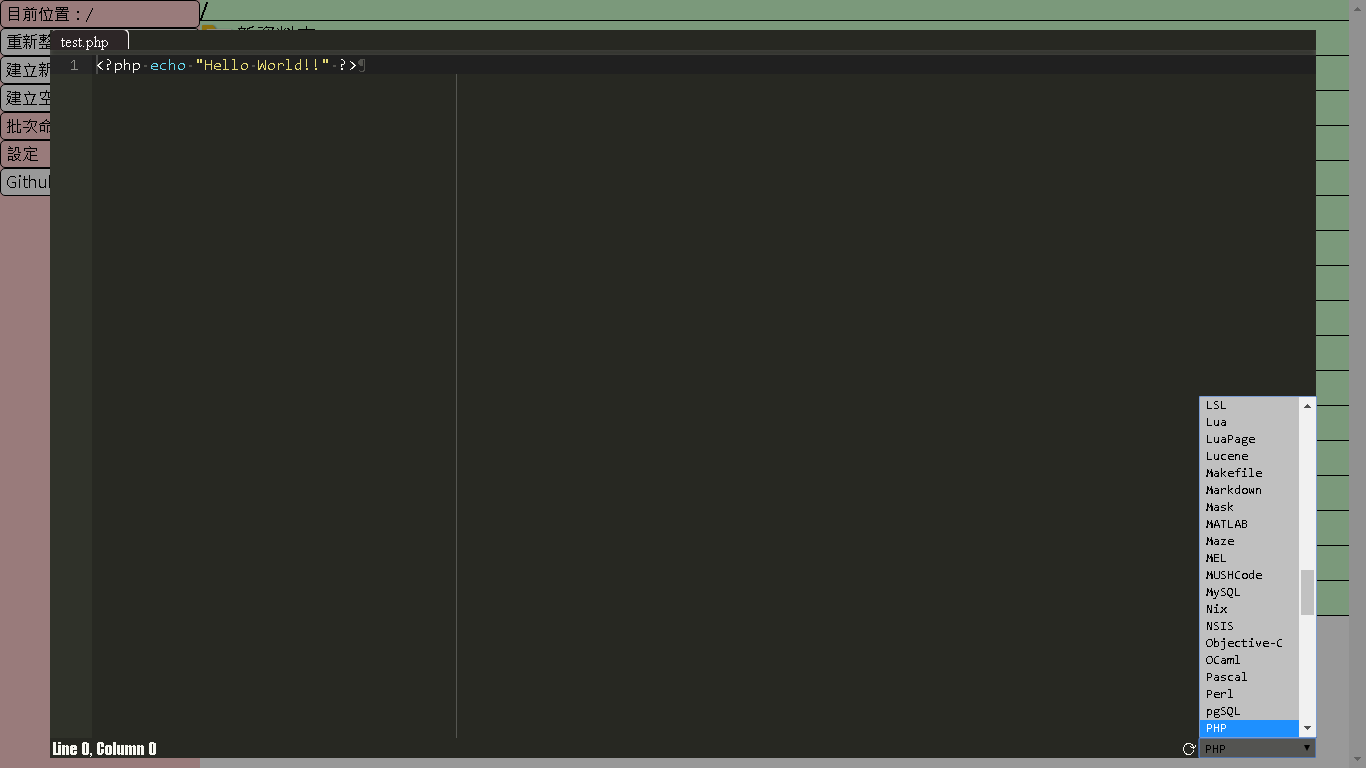 目前位置：/
/
重新整
建立新
建立空
批次命
設定
Github
test.php
1 <?php echo "Hello World!!" ?>¶
LSL
Lua
LuaPage
Lucene
Makefile
Markdown
Mask
MATLAB
Maze
MEL
MUSHCode
MySQL
Nix
NSIS
Objective-C
OCaml
Pascal
Perl
pgSQL
PHP
Line 0, Column 0
PHP